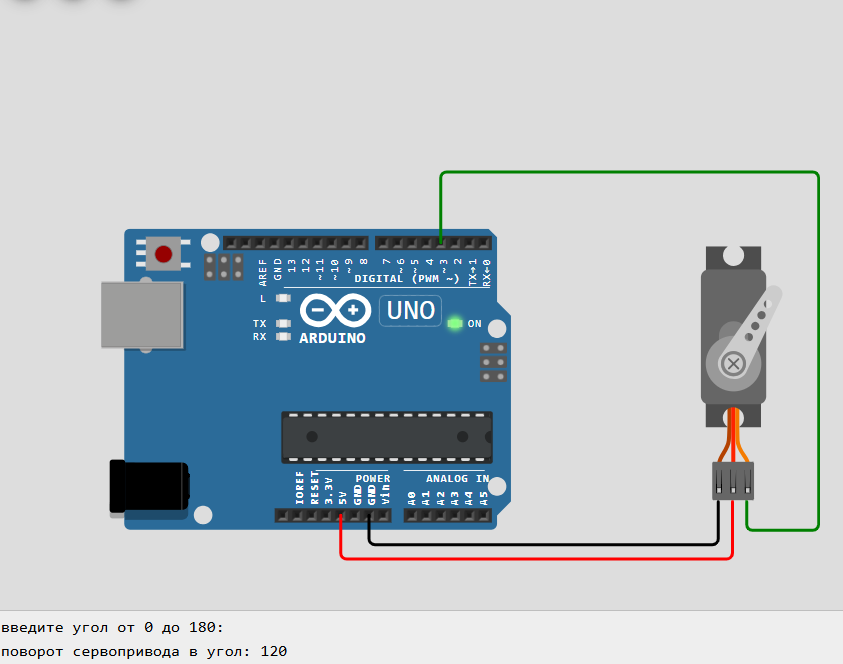 AREF
GND
13
12
~11
~10
~9
8
7
~6
~5
4
~3
2
TX→1
RX←0
DIGITAL (PWM ~)
L
TX
RX
UNO
ON
ARDUINO
IOREF
RESET
3.3V
5V
GND
GND
Vin
POWER
ANALOG IN
A0
A1
A2
A3
A4
A5
введите угол от 0 до 180:
поворот сервопривода в угол: 120